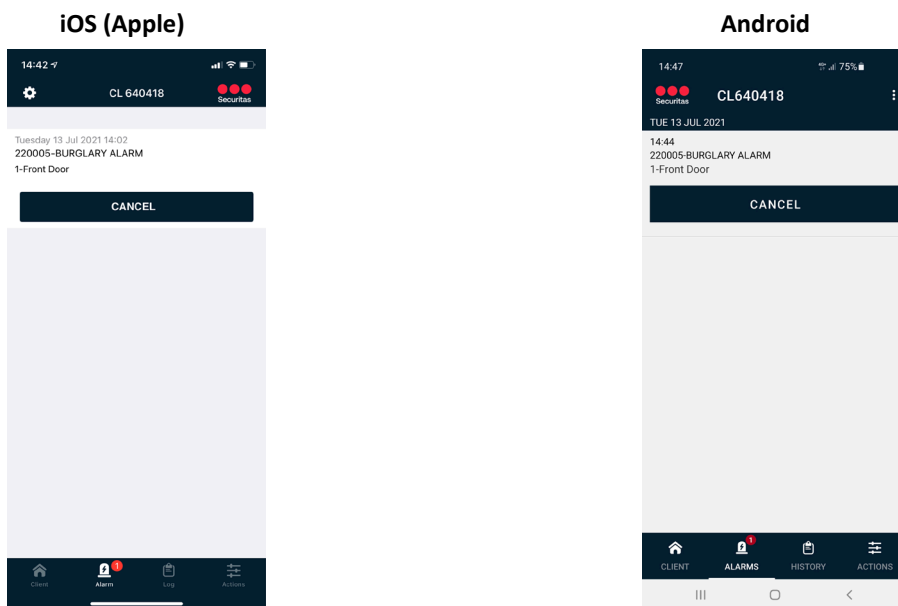 iOS (Apple)
14:42
CL 640418
Securitas
Tuesday 13 Jul 2021 14:02
220005-BURGLARY ALARM
1-Front Door
CANCEL
1
Client
Alarm
Log
Actions
Android
14:47
75%
Securitas
CL640418
TUE 13 JUL 2021
14:44
220005-BURGLARY ALARM
1-Front Door
CANCEL
1
CLIENT
ALARMS
HISTORY
ACTIONS